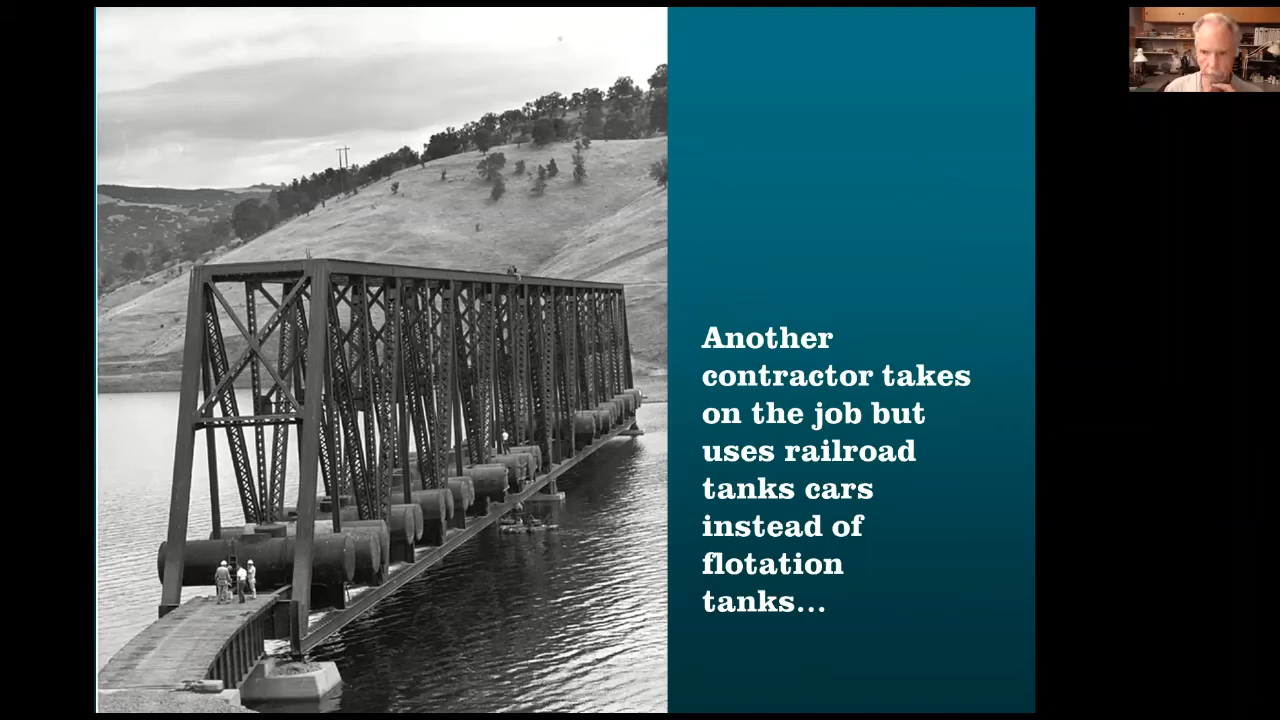 Another
contractor takes
on the job but
uses railroad
tanks cars
instead of
flotation
tanks...